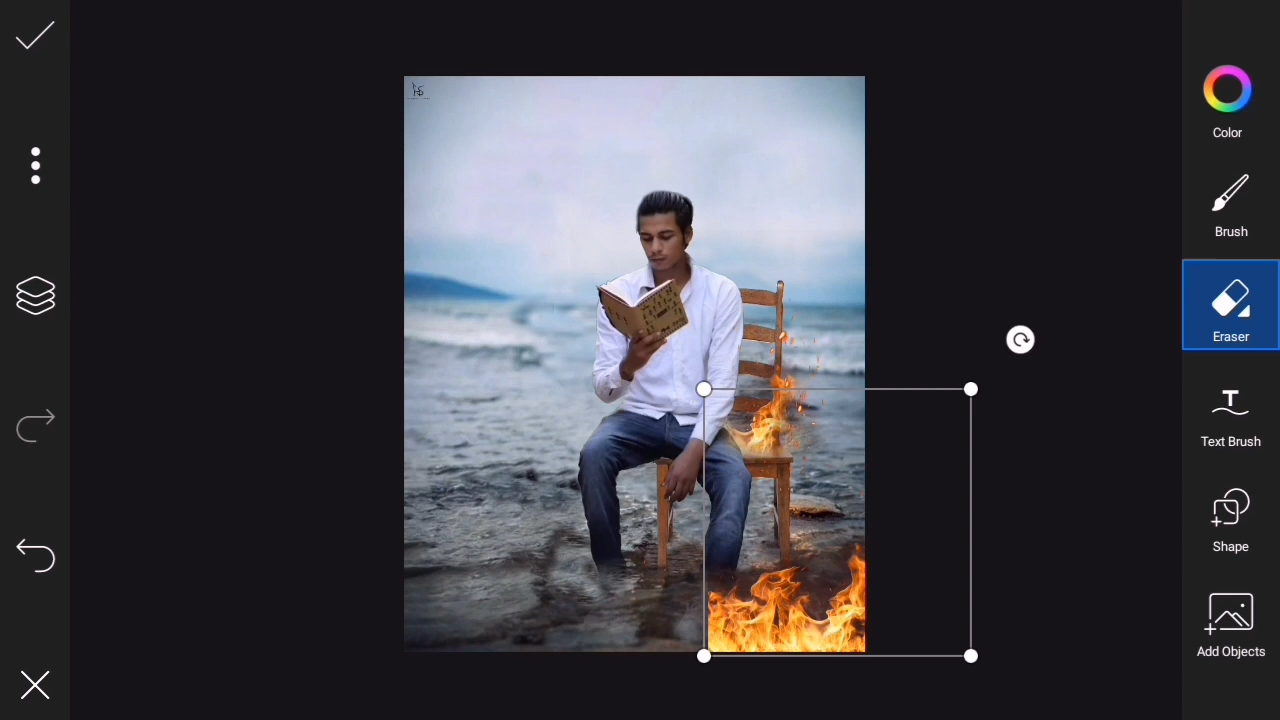 Color
Brush
Eraser
Text Brush
Shape
Add Objects